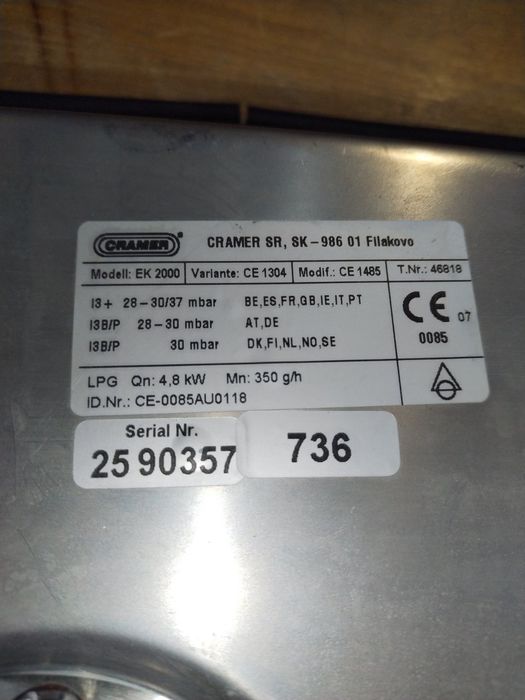 CRAMER® CRAMER SR, SK-986 01 Filakovo
Modell: EK 2000 Variante: CE 1304 Modif.: CE 1485 T.Nr.: 46818
I3+ 28-30/37 mbar BE,ES,FR,GB,IE,IT,PT
I3B/P 28-30 mbar AT,DE
I3B/P 30 mbar DK,FI,NL,NO,SE
CE 07
0085
LPG Qn: 4,8 kW Mn: 350 g/h
ID.Nr.: CE-0085AU0118
Serial Nr.
25 90357 736